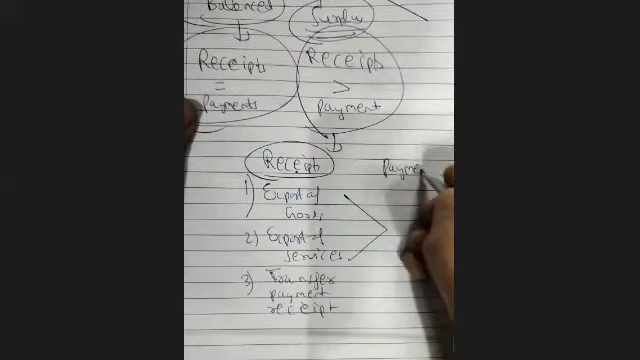 Balanced
Surplus
Receipts
=
Payments
Receipts
>
payment
Receipts
Payme
1) Export of
Goods
2) Export of
services
3) Transfer
payment
receipt